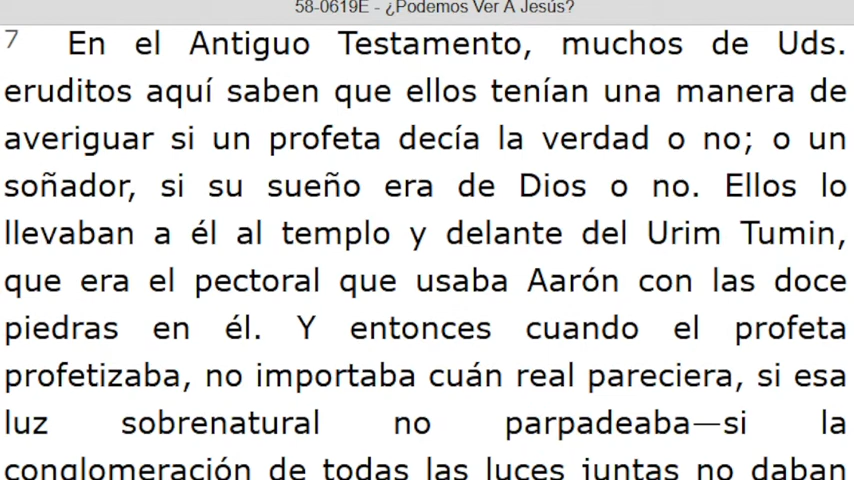 58-0619E - ¿Podemos Ver A Jesús?
7 En el Antiguo Testamento, muchos de Uds.
eruditos aquí saben que ellos tenían una manera de
averiguar si un profeta decía la verdad o no; o un
soñador, si su sueño era de Dios o no. Ellos lo
llevaban a él al templo y delante del Urim Tumin,
que era el pectoral que usaba Aarón con las doce
piedras en él. Y entonces cuando el profeta
profetizaba, no importaba cuán real pareciera, si esa
luz sobrenatural no parpadeaba—si la
conglomeración de todas las luces juntas no daban